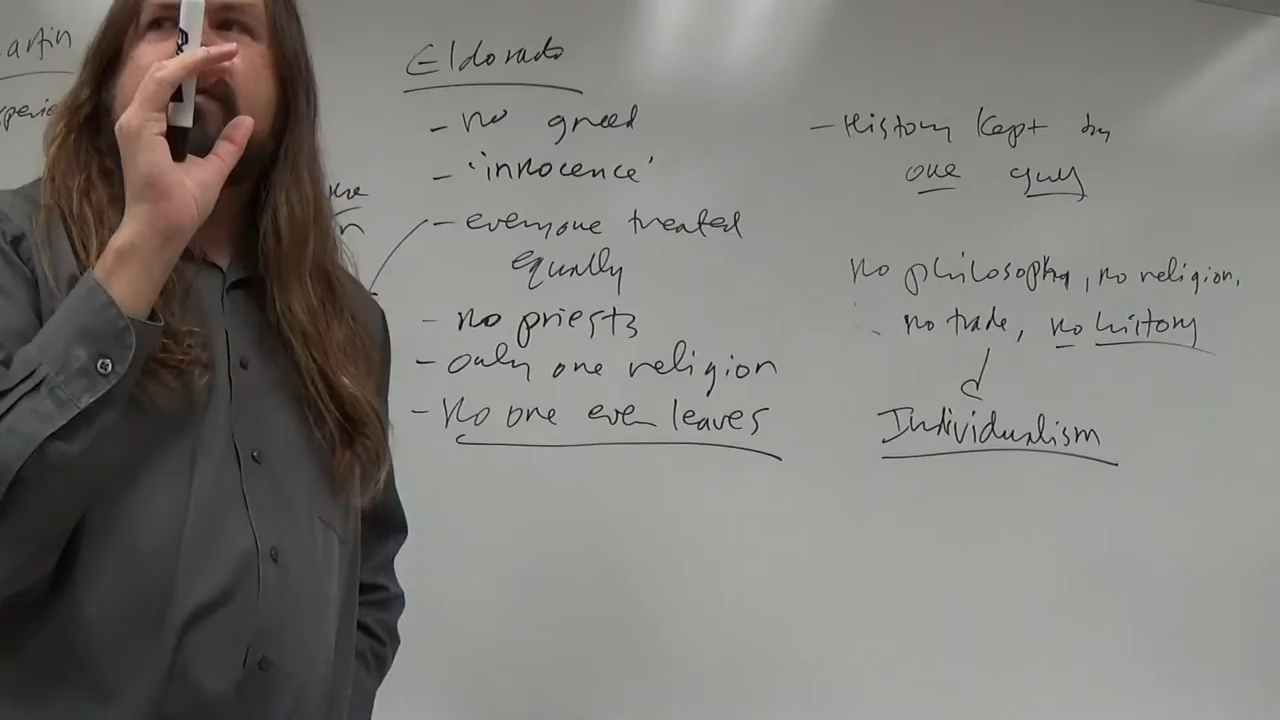 artin
Eldorado
- no greed
- 'innocence'
- everyone treated
equally
- no priests
- only one religion
- No one ever leaves
- History kept by
one guy
No philosophy, no religion,
no trade, no history
Individualism